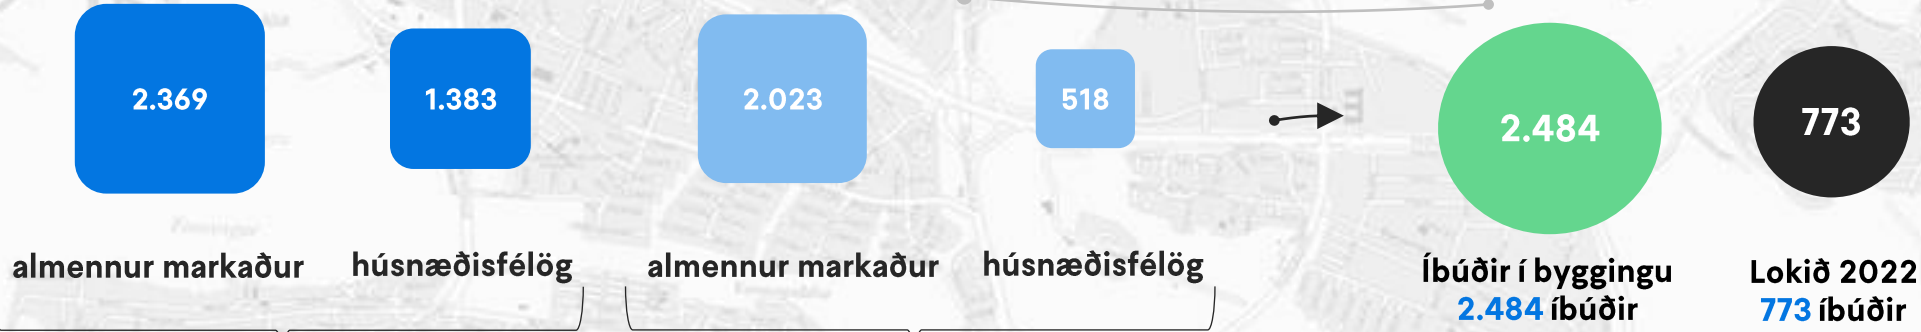 2.369
1.383
2.023
518
2.484
773
almennur markaður
húsnæðisfélög
almennur markaður
húsnæðisfélög
Íbúðir í byggingu
2.484 íbúðir
Lokið 2022
773 íbúðir